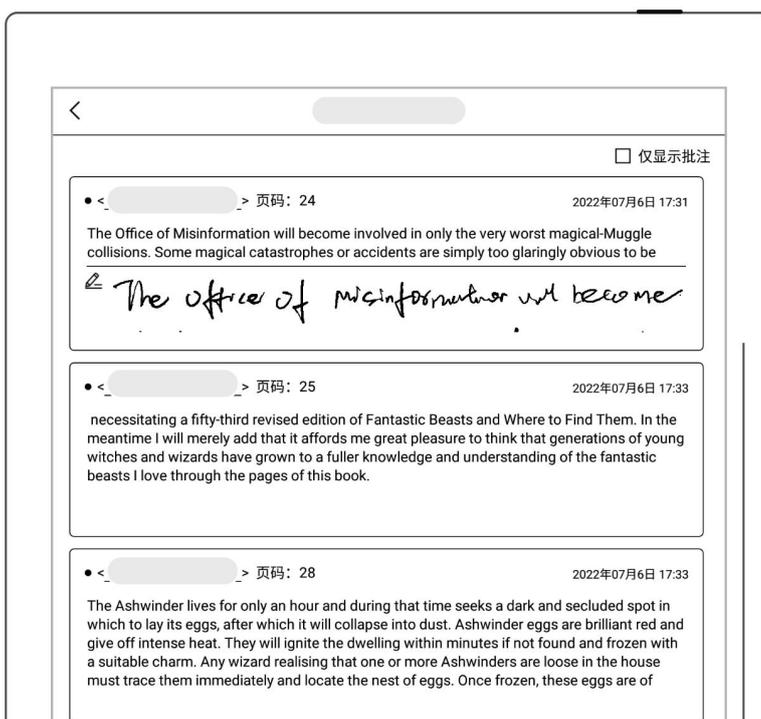 仅显示批注
● <_ _> 页码：24 2022年07月6日 17:31
The Office of Misinformation will become involved in only the very worst magical-Muggle
collisions. Some magical catastrophes or accidents are simply too glaringly obvious to be
The office of misinformation will become
● <_ _> 页码：25 2022年07月6日 17:33
necessitating a fifty-third revised edition of Fantastic Beasts and Where to Find Them. In the
meantime I will merely add that it affords me great pleasure to think that generations of young
witches and wizards have grown to a fuller knowledge and understanding of the fantastic
beasts I love through the pages of this book.
● <_ _> 页码：28 2022年07月6日 17:33
The Ashwinder lives for only an hour and during that time seeks a dark and secluded spot in
which to lay its eggs, after which it will collapse into dust. Ashwinder eggs are brilliant red and
give off intense heat. They will ignite the dwelling within minutes if not found and frozen with
a suitable charm. Any wizard realising that one or more Ashwinders are loose in the house
must trace them immediately and locate the nest of eggs. Once frozen, these eggs are of